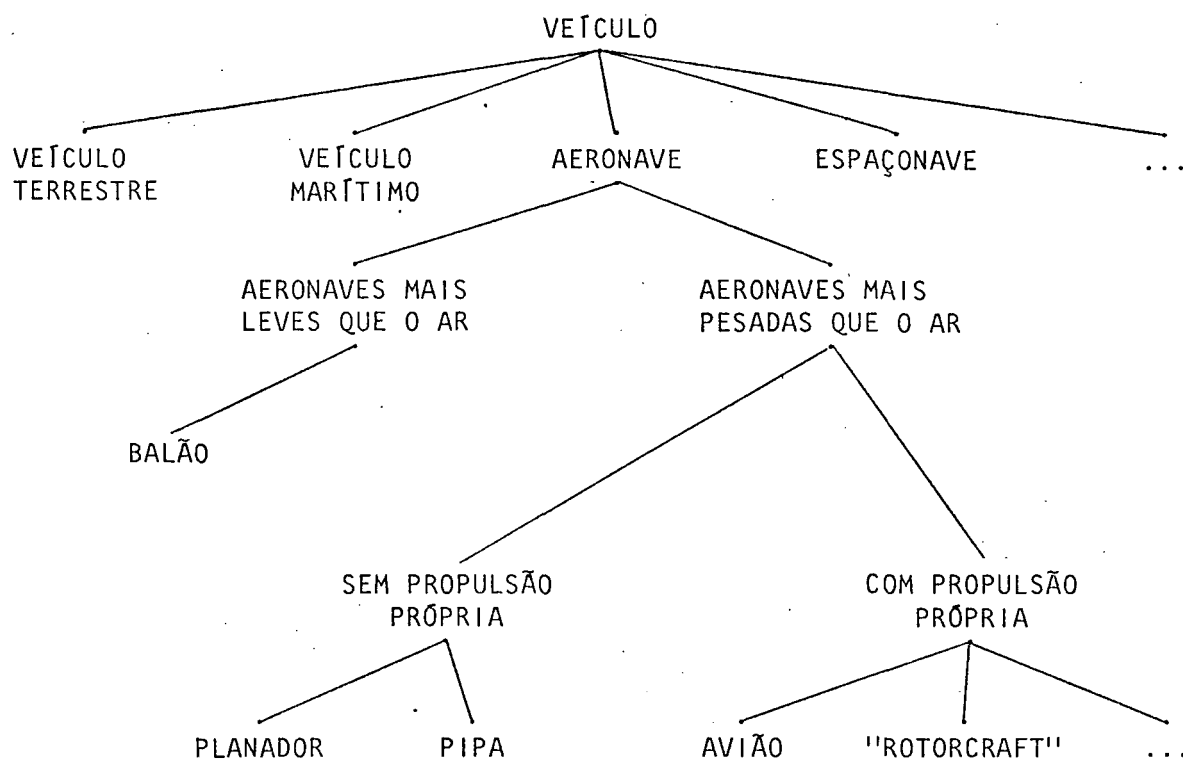 VEÍCULO
VEÍCULO
TERRESTRE
VEÍCULO
MARÍTIMO
AERONAVE
ESPAÇONAVE
...
AERONAVES MAIS
LEVES QUE O AR
AERONAVES MAIS
PESADAS QUE O AR
BALÃO
SEM PROPULSÃO
PRÓPRIA
COM PROPULSÃO
PRÓPRIA
PLANADOR
PIPA
AVIÃO
"ROTORCRAFT"
...